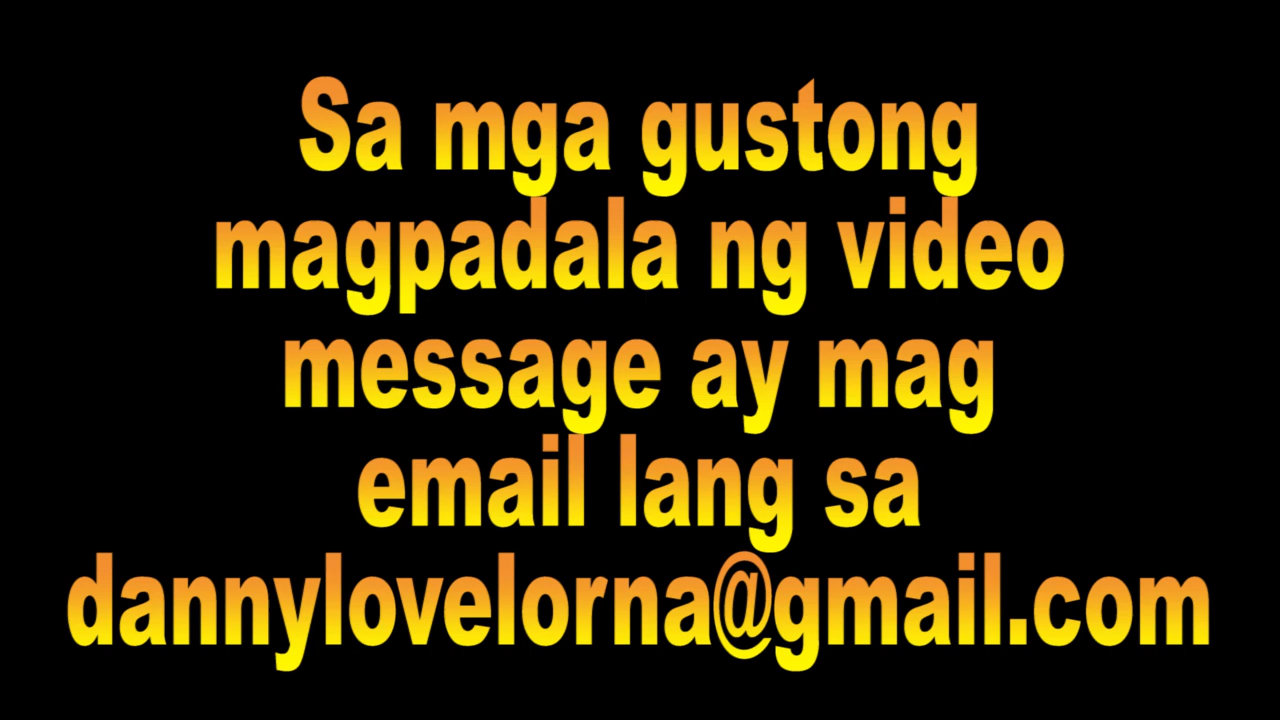 Sa mga gustong
magpadala ng video
message ay mag
email lang sa
dannylovelorna@gmail.com